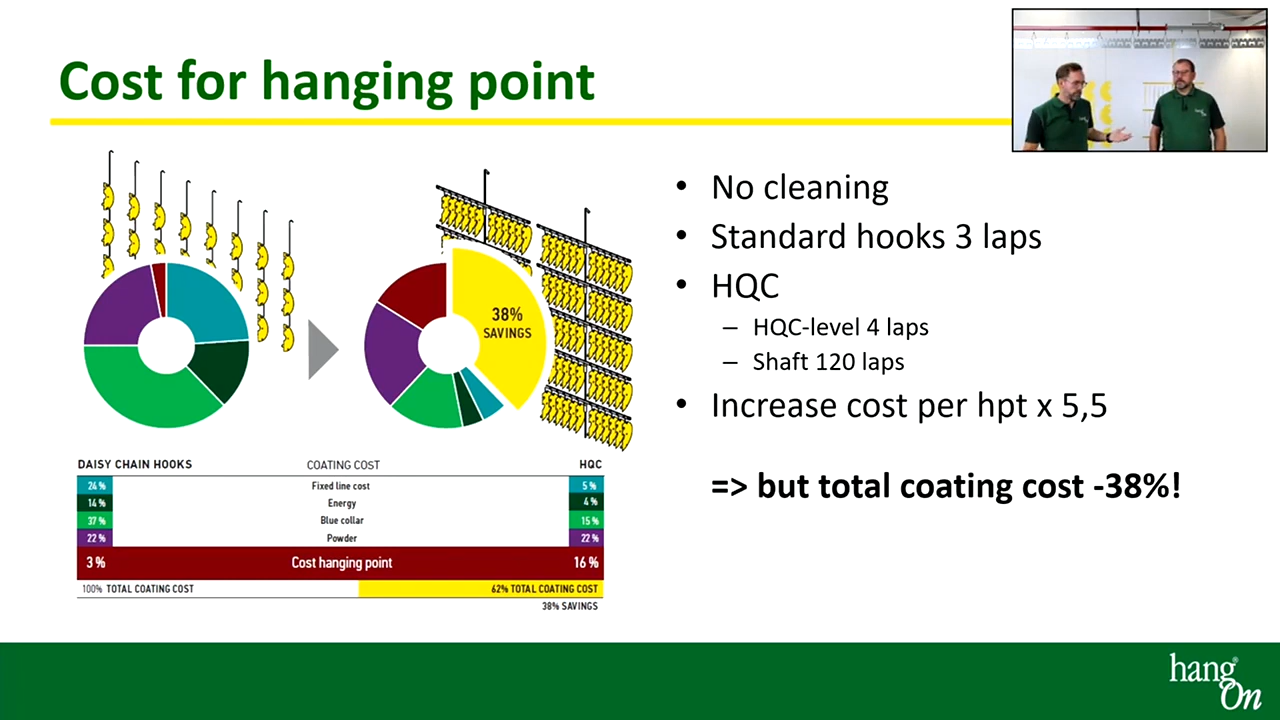 Cost for hanging point
• No cleaning
• Standard hooks 3 laps
• HQC
– HQC-level 4 laps
– Shaft 120 laps
• Increase cost per hpt x 5,5
=> but total coating cost -38%!
38%
SAVINGS
DAISY CHAIN HOOKS COATING COST HQC
24 % Fixed line cost 5 %
14 % Energy 4 %
37 % Blue collar 15 %
22 % Powder 22 %
3 % Cost hanging point 16 %
100% TOTAL COATING COST 62% TOTAL COATING COST
38% SAVINGS
hang®
On